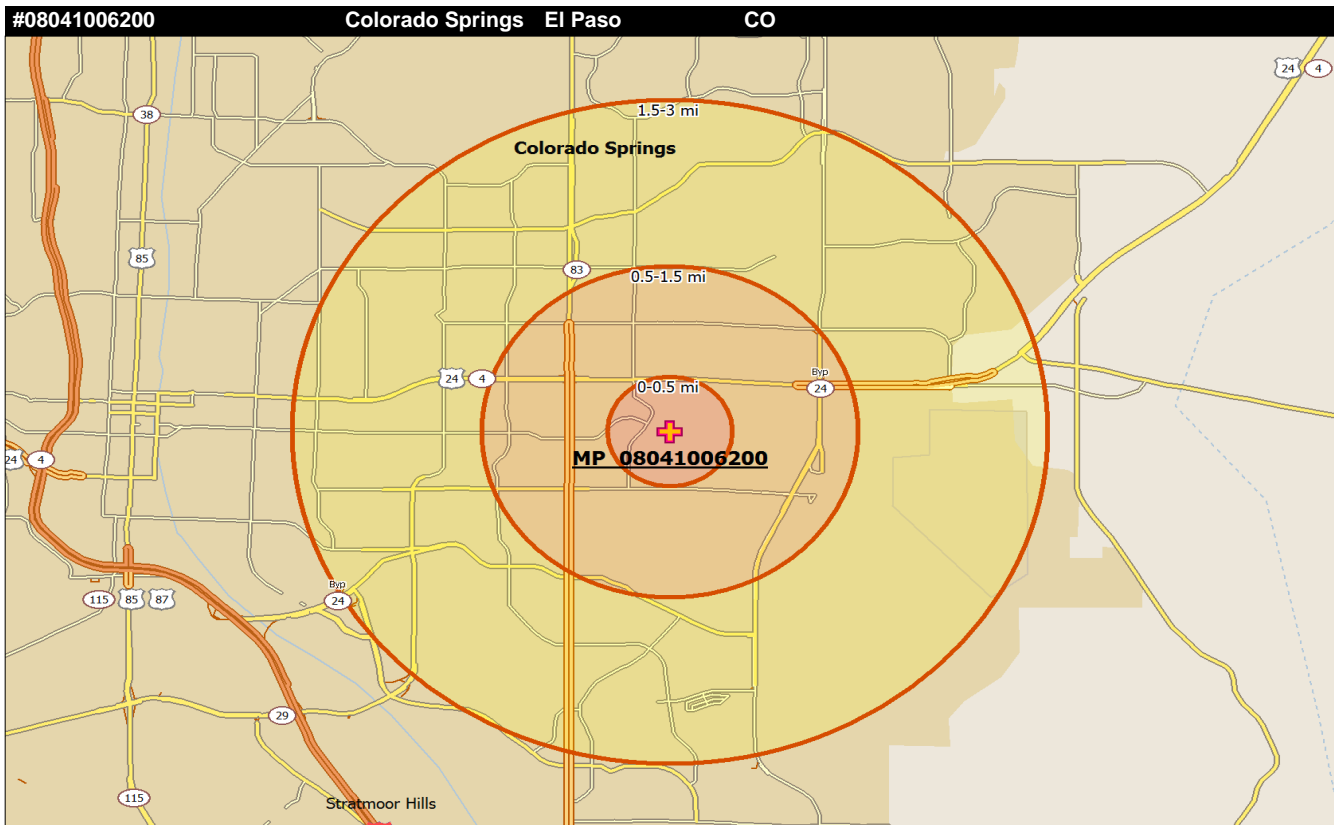 #08041006200 Colorado Springs El Paso CO
24 4
1.5-3 mi
38
Colorado Springs
85
83
0.5-1.5 mi
24 4
Byp
24
0-0.5 mi
MP 08041006200
24 4
Byp
24
115 85 87
29
115
Stratmoor Hills